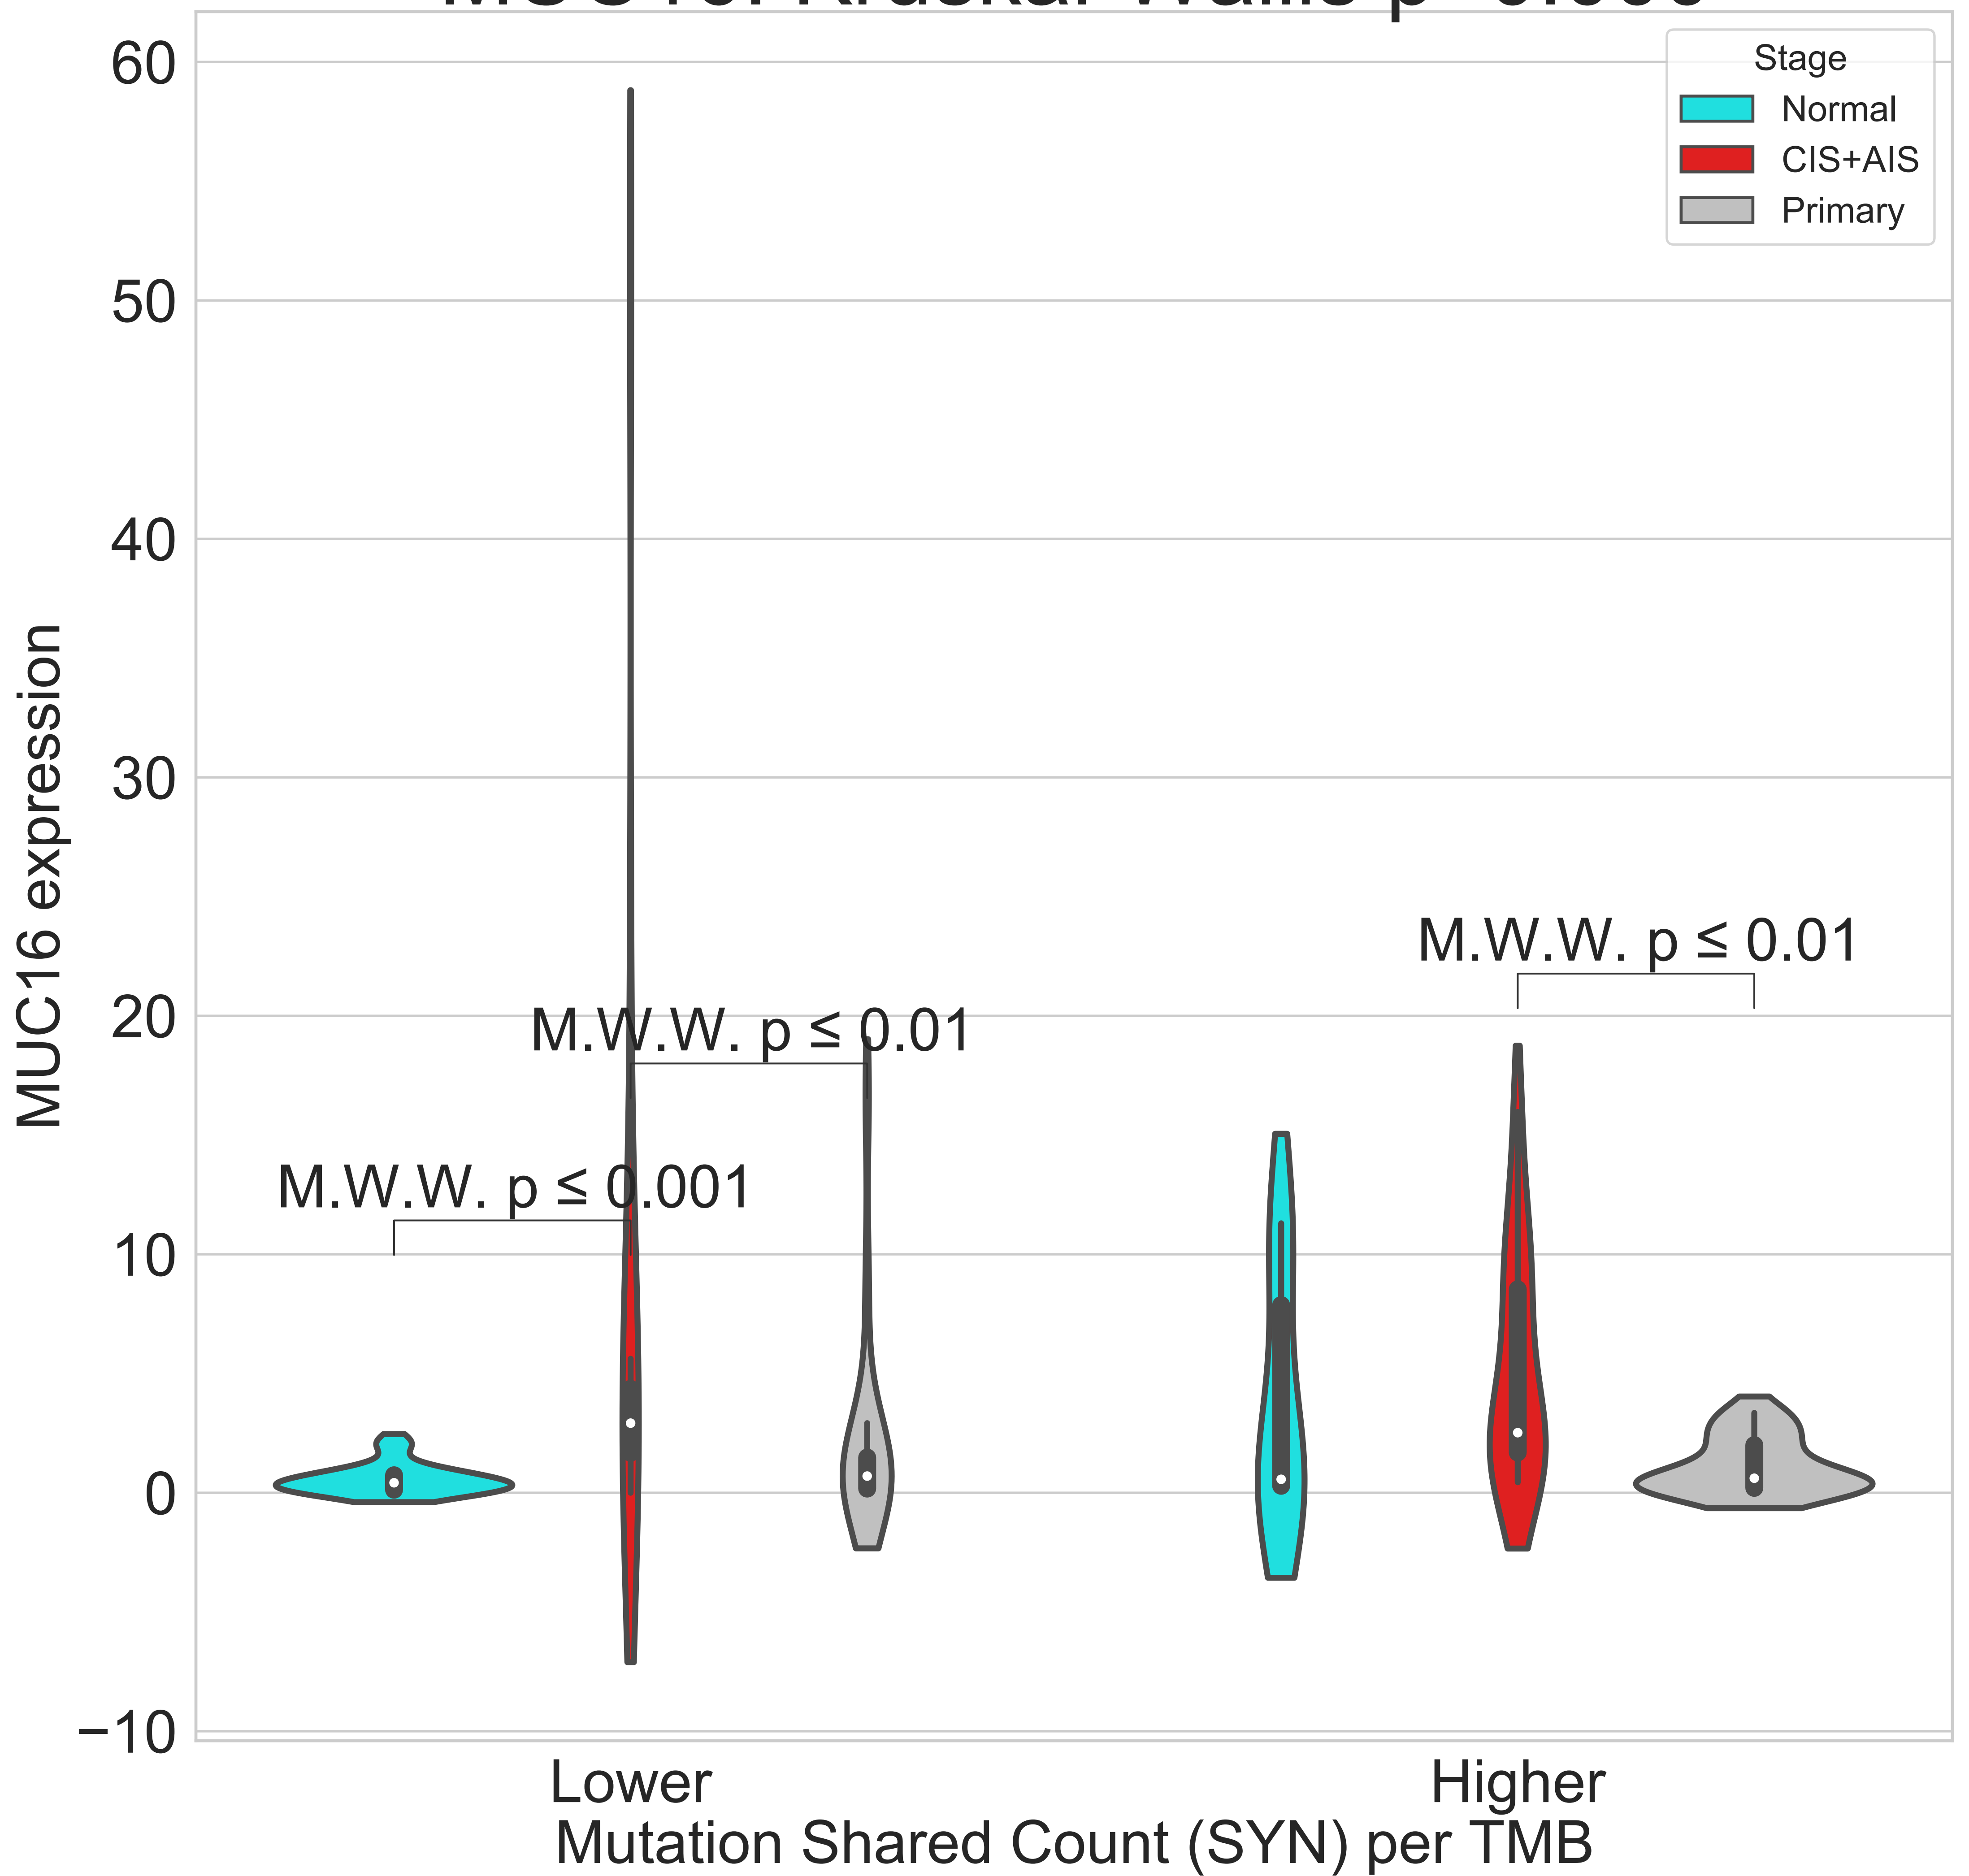 60
50
40
30
20
10
0
−10
MUC16 expression
Stage
Normal
CIS+AIS
Primary
M.W.W. p ≤ 0.01
M.W.W. p ≤ 0.01
M.W.W. p ≤ 0.001
Lower
Higher
Mutation Shared Count (SYN) per TMB